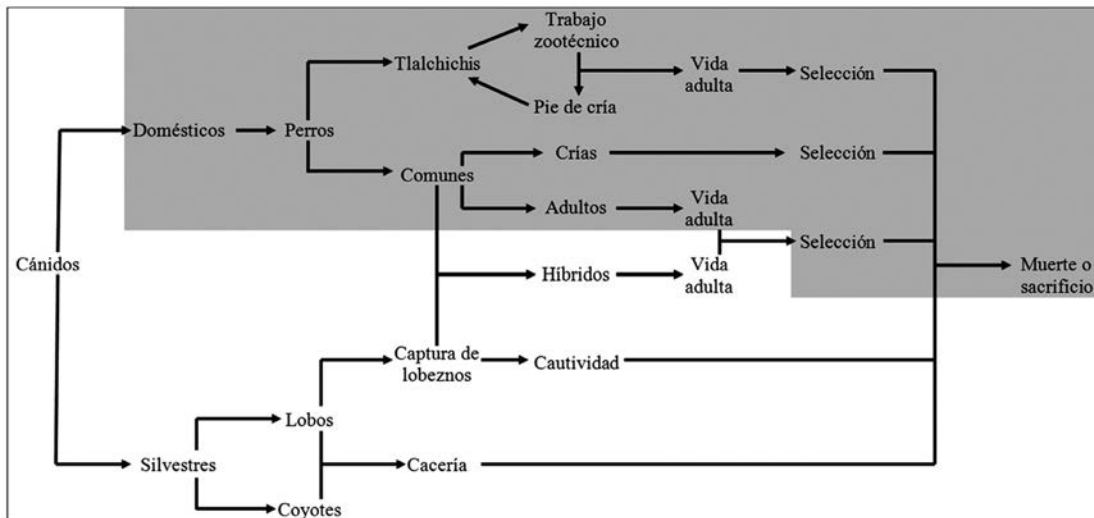 Trabajo
zootécnico
Tlalchichis
Vida
adulta
Selección
Pie de cría
Domésticos
Perros
Crías
Selección
Comunes
Adultos
Vida
adulta
Selección
Cánidos
Híbridos
Vida
adulta
Muerte o
sacrificio
Captura de
lobeznos
Cautividad
Lobos
Silvestres
Cacería
Coyotes